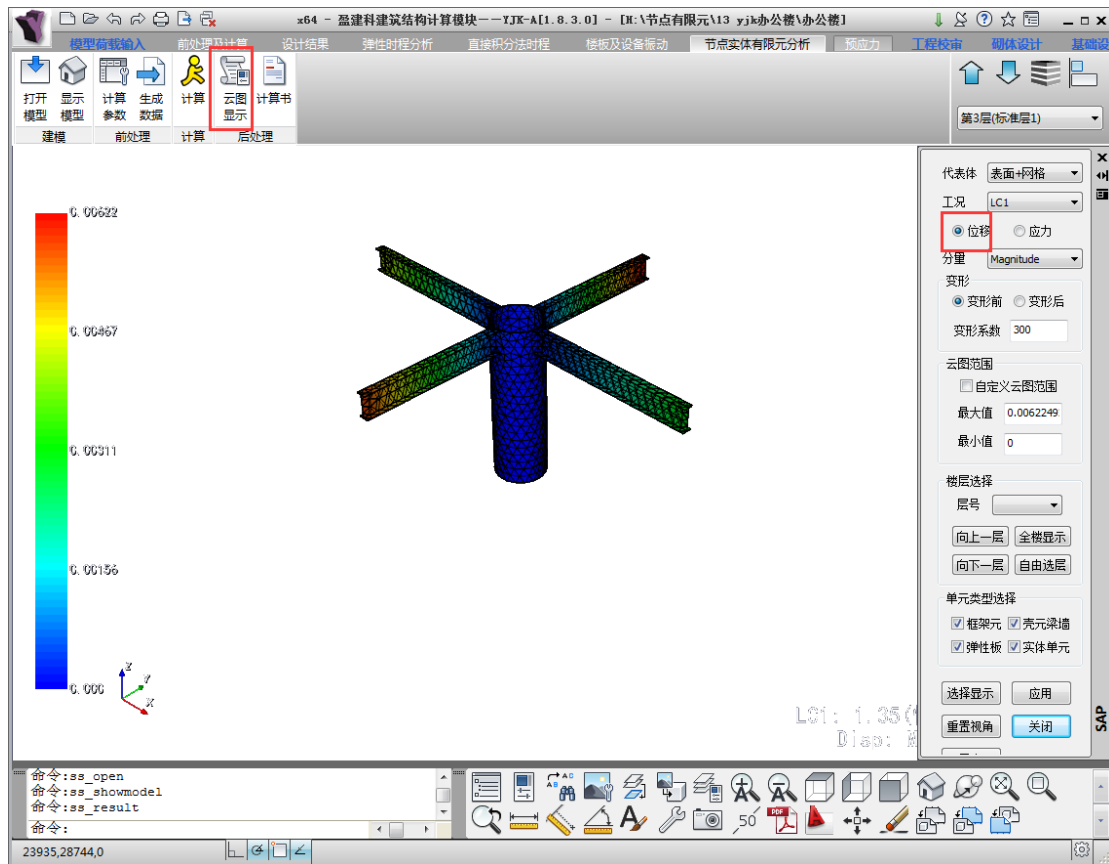 x64 - 盈建科建筑结构计算模块--YJK-A[1.8.3.0] - [H:\节点有限元\13 yjk办公楼\办公楼]
模型荷载输入 前处理及计算 设计结果 弹性时程分析 直接积分法时程 楼板及设备振动 节点实体有限元分析 预应力 工程校审 砌体设计 基础设
打开 显示 计算 生成 计算 云图 计算书
模型 模型 参数 数据 显示
建模 前处理 计算 后处理
第3层(标准层1)
代表体 表面+网格
工况 LC1
位移 应力
分量 Magnitude
变形
变形前 变形后
变形系数 300
云图范围
自定义云图范围
最大值 0.0062249
最小值 0
楼层选择
层号
向上一层 全楼显示
向下一层 自由选层
单元类型选择
框架元 壳元梁墙
弹性板 实体单元
选择显示 应用
重置视角 关闭
SAP
0.00622
0.00467
0.00311
0.00156
0.000
Z
Y
X
LC1: 1.35(
Disp: M
命令:ss_open
命令:ss_showmodel
命令:ss_result
命令:
AC
AB
50
PDF
23935,28744,0